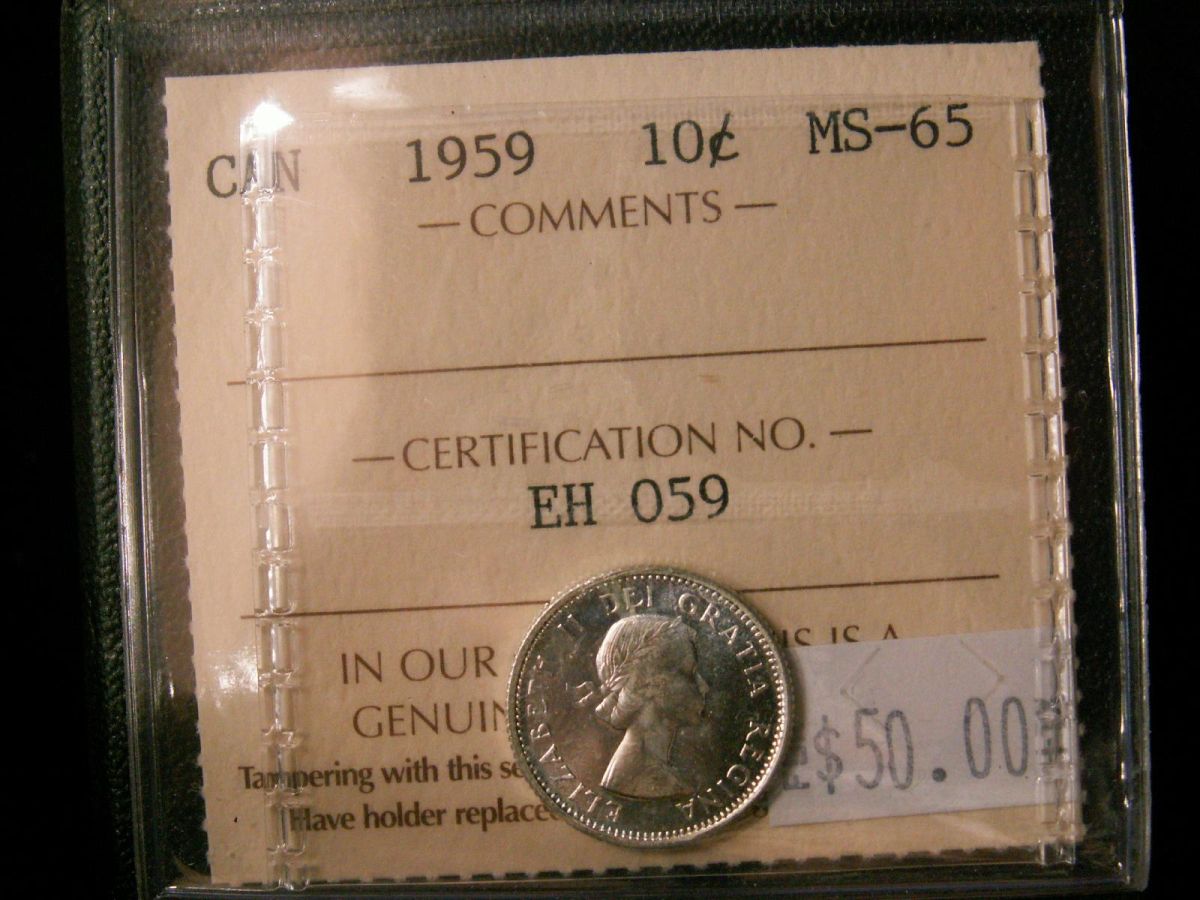 CAN 1959 10¢ MS-65
— COMMENTS —
— CERTIFICATION NO. —
EH 059
IN OUR IS A
GENUIN
Tampering with this se
Have holder replace
$50.00
ELIZABETH II DEI GRATIA REGINA